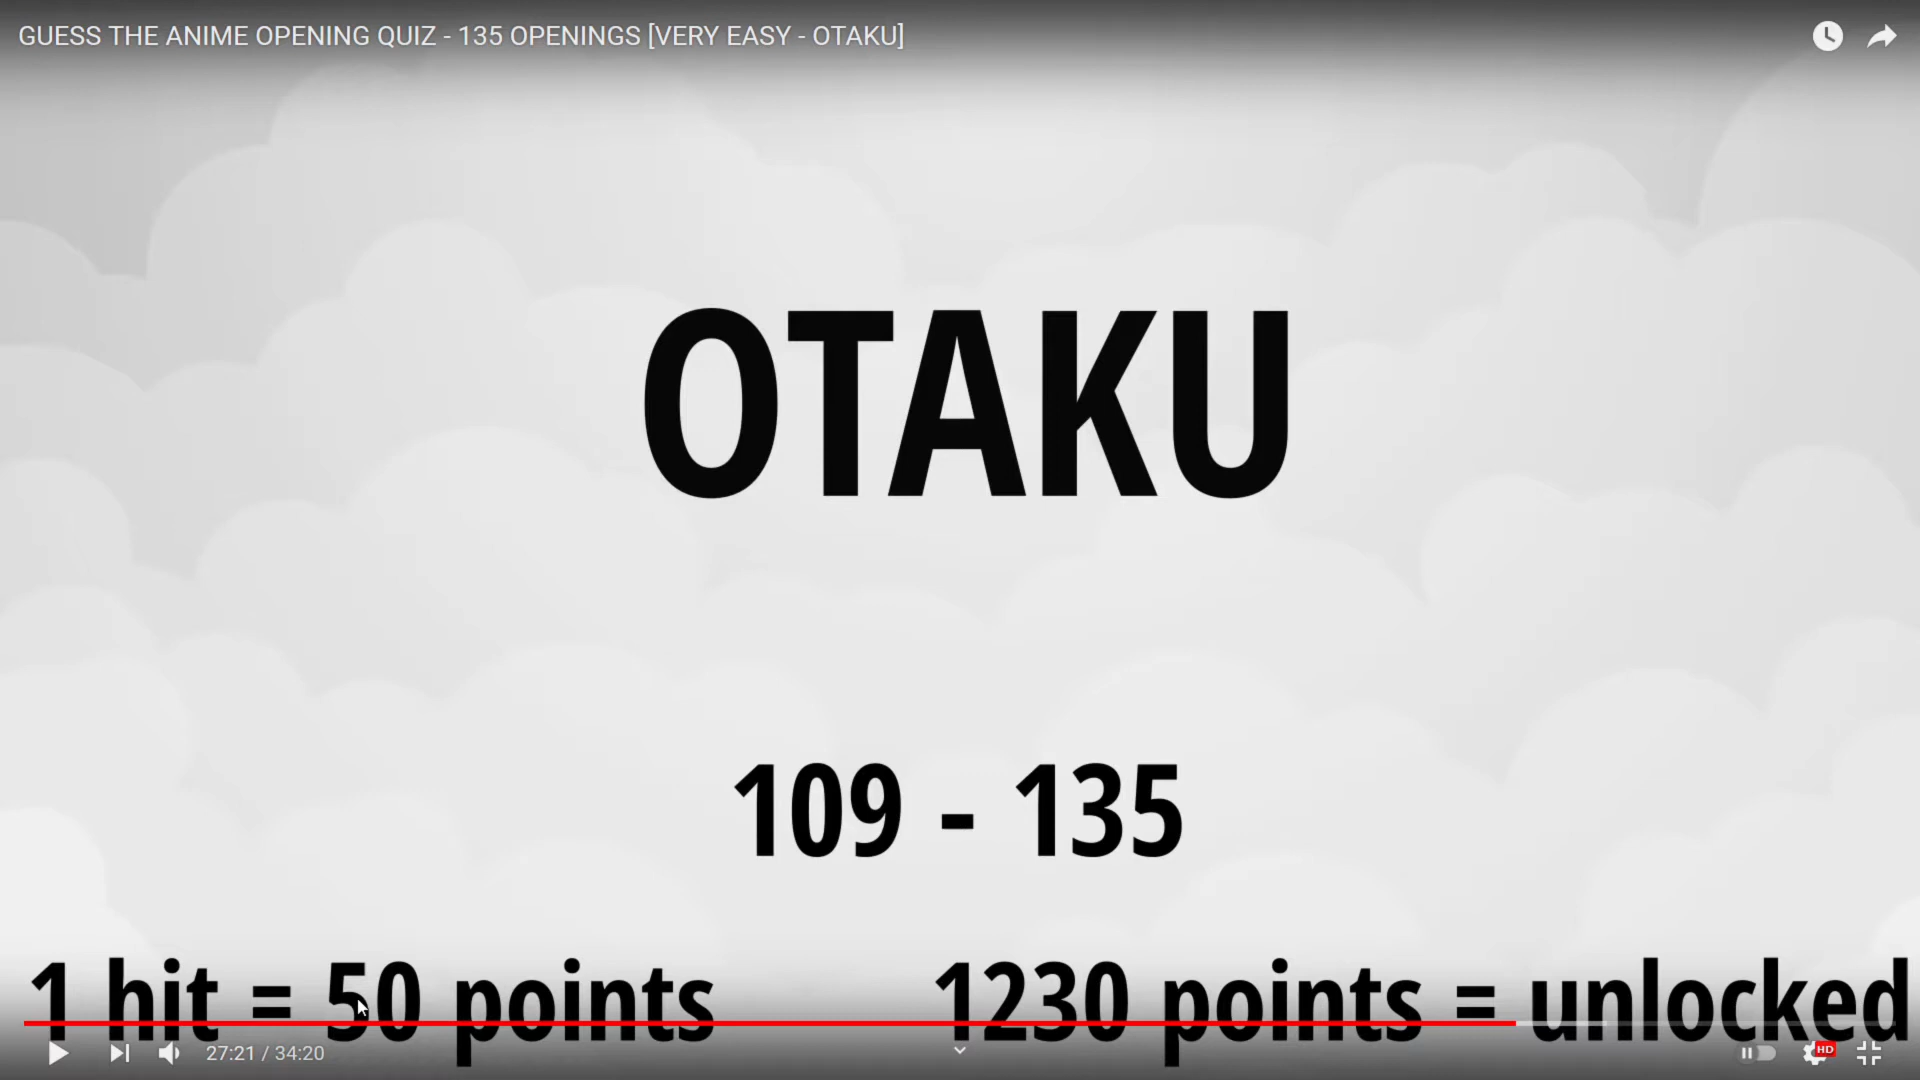 GUESS THE ANIME OPENING QUIZ - 135 OPENINGS [VERY EASY - OTAKU]
OTAKU
109 - 135
1 hit = 50 points
1230 points = unlocked
27:21 / 34:20
HD